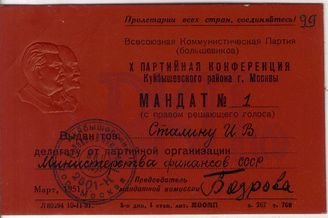 Пролетарии всех стран, соединяйтесь! 99
Всесоюзная Коммунистическая Партия
(большевиков)
X ПАРТИЙНАЯ КОНФЕРЕНЦИЯ
Куйбышевского района г. Москвы
МАНДАТ № 1
(с правом решающего голоса)
Выдан тов. Сталину И В.
делегату от партийной организации
Министерства финансов СССР
Март, 1951 Председатель
мандатной комиссии